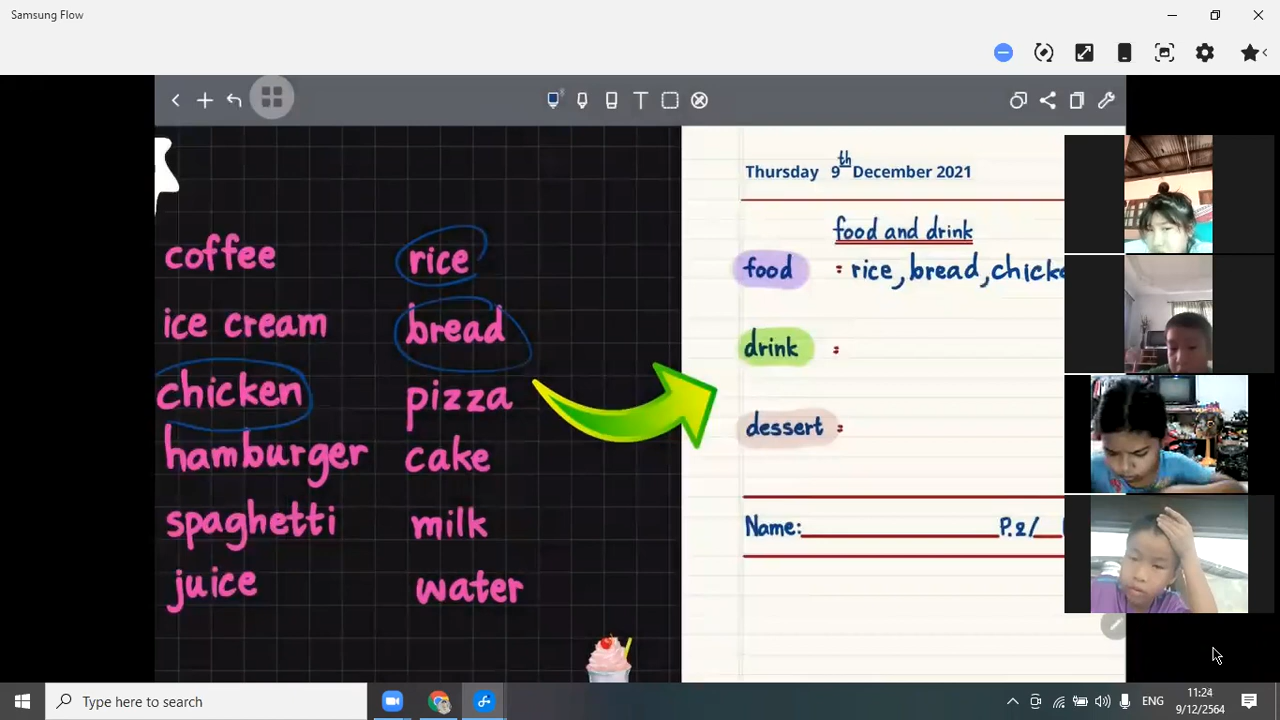 Samsung Flow
coffee
rice
ice cream
bread
chicken
pizza
hamburger
cake
spaghetti
milk
juice
water
Thursday 9th December 2021
food and drink
food : rice, bread, chicke
drink :
dessert :
Name: P.2/
Type here to search
ENG
11:24
9/12/2564